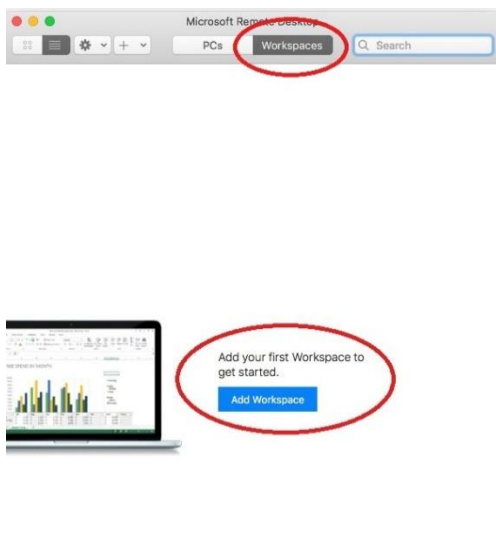 Microsoft Remote Desktop
PCs Workspaces Search
Add your first Workspace to
get started.
Add Workspace